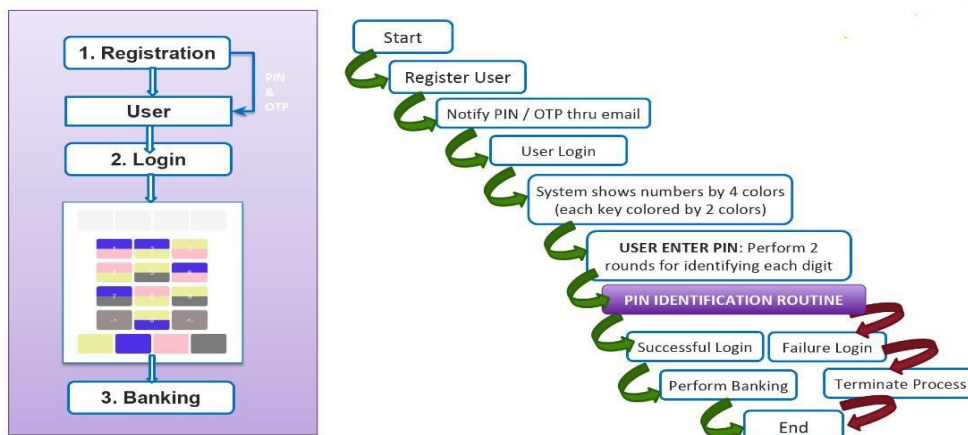 1. Registration
PIN
&
OTP
User
2. Login
3. Banking
Start
Register User
Notify PIN / OTP thru email
User Login
System shows numbers by 4 colors
(each key colored by 2 colors)
USER ENTER PIN: Perform 2
rounds for identifying each digit
PIN IDENTIFICATION ROUTINE
Successful Login
Failure Login
Perform Banking
Terminate Process
End